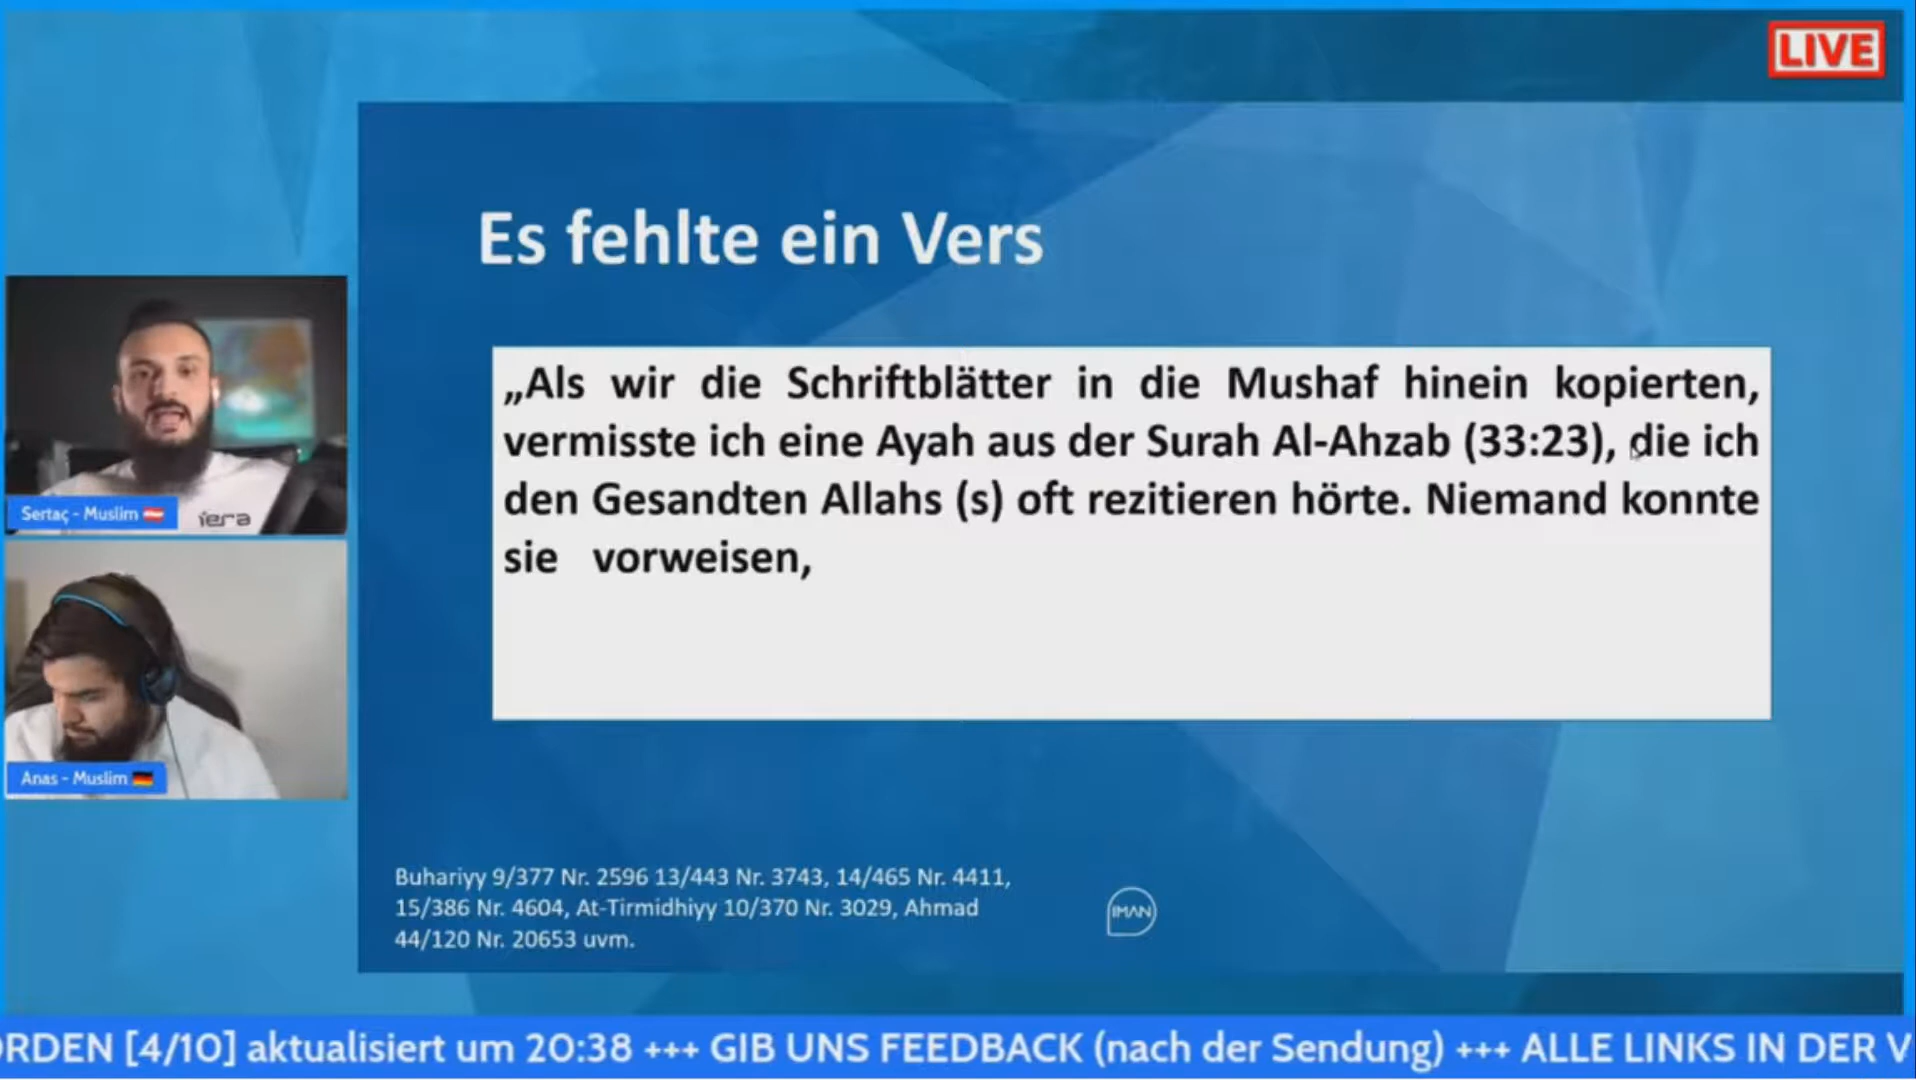 LIVE
Es fehlte ein Vers
„Als wir die Schriftblätter in die Mushaf hinein kopierten,
vermisste ich eine Ayah aus der Surah Al-Ahzab (33:23), die ich
den Gesandten Allahs (s) oft rezitieren hörte. Niemand konnte
sie vorweisen,
Sertaç - Muslim
iera
Anas - Muslim
Buhariyy 9/377 Nr. 2596 13/443 Nr. 3743, 14/465 Nr. 4411,
15/386 Nr. 4604, At-Tirmidhiyy 10/370 Nr. 3029, Ahmad
44/120 Nr. 20653 uvm.
IMAN
ORDEN [4/10] aktualisiert um 20:38 +++ GIB UNS FEEDBACK (nach der Sendung) +++ ALLE LINKS IN DER V